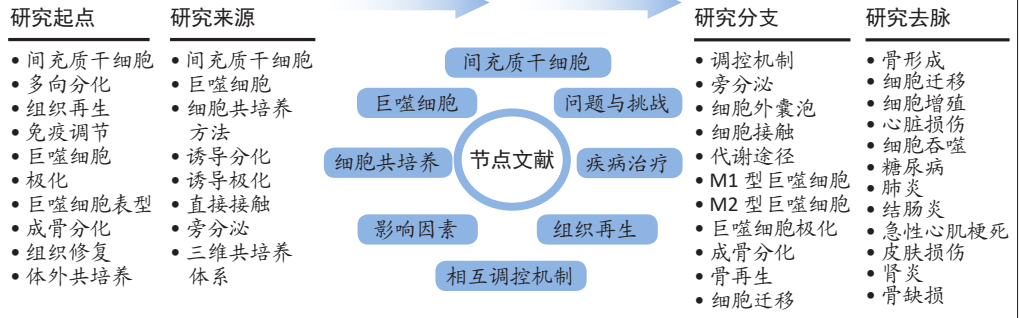 研究起点
• 间充质干细胞
• 多向分化
• 组织再生
• 免疫调节
• 巨噬细胞
• 极化
• 巨噬细胞表型
• 成骨分化
• 组织修复
• 体外共培养
研究来源
• 间充质干细胞
• 巨噬细胞
• 细胞共培养
方法
• 诱导分化
• 诱导极化
• 直接接触
• 旁分泌
• 三维共培养
体系
间充质干细胞
巨噬细胞
问题与挑战
细胞共培养
节点文献
疾病治疗
影响因素
组织再生
相互调控机制
研究分支
• 调控机制
• 旁分泌
• 细胞外囊泡
• 细胞接触
• 代谢途径
• M1 型巨噬细胞
• M2 型巨噬细胞
• 巨噬细胞极化
• 成骨分化
• 骨再生
• 细胞迁移
研究去脉
• 骨形成
• 细胞迁移
• 细胞增殖
• 心脏损伤
• 细胞吞噬
• 糖尿病
• 肺炎
• 结肠炎
• 急性心肌梗死
• 皮肤损伤
• 肾炎
• 骨缺损